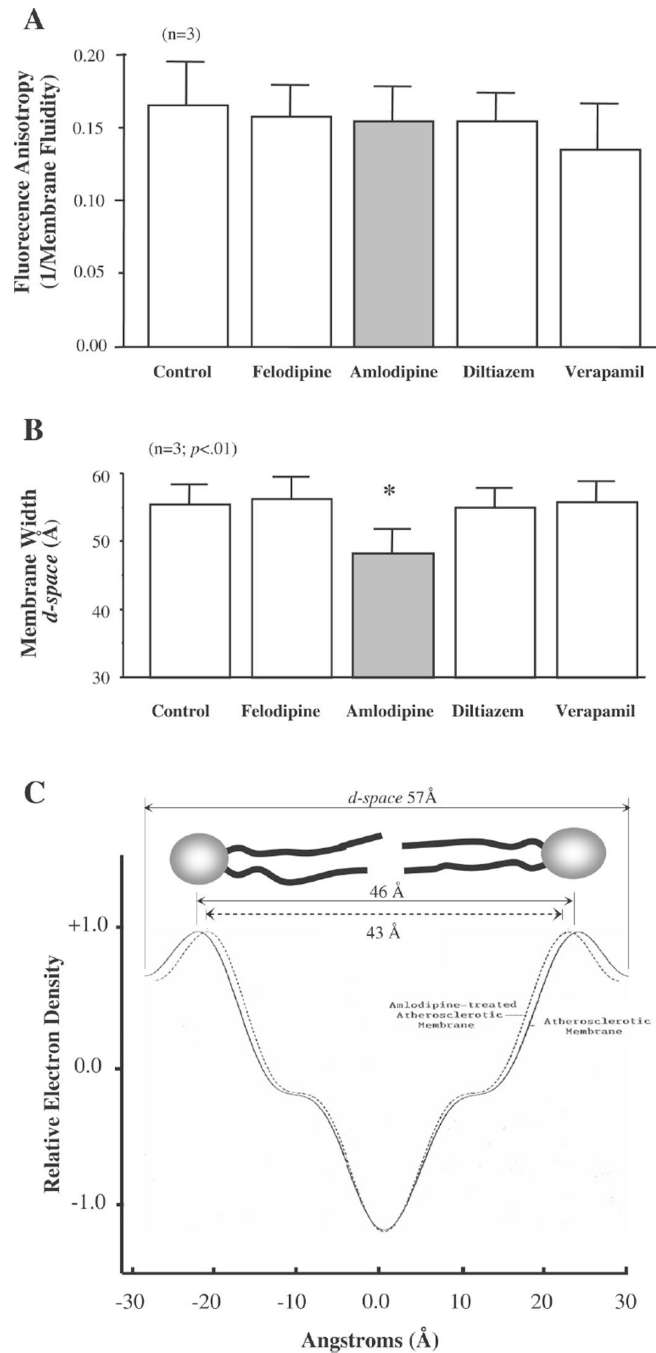 A
(n=3)
Fluorecence Anisotropy
(1/Membrane Fluidity)
0.20
0.15
0.10
0.05
0.00
Control Felodipine Amlodipine Diltiazem Verapamil
B
(n=3; p<.01)
Membrane Width
d-space (Å)
60
50
40
30
*
Control Felodipine Amlodipine Diltiazem Verapamil
C
d-space 57Å
46 Å
43 Å
Relative Electron Density
+1.0
0.0
-1.0
Amlodipine-treated
Atherosclerotic
Membrane
Atherosclerotic
Membrane
-30 -20 -10 0.0 10 20 30
Angstroms (Å)